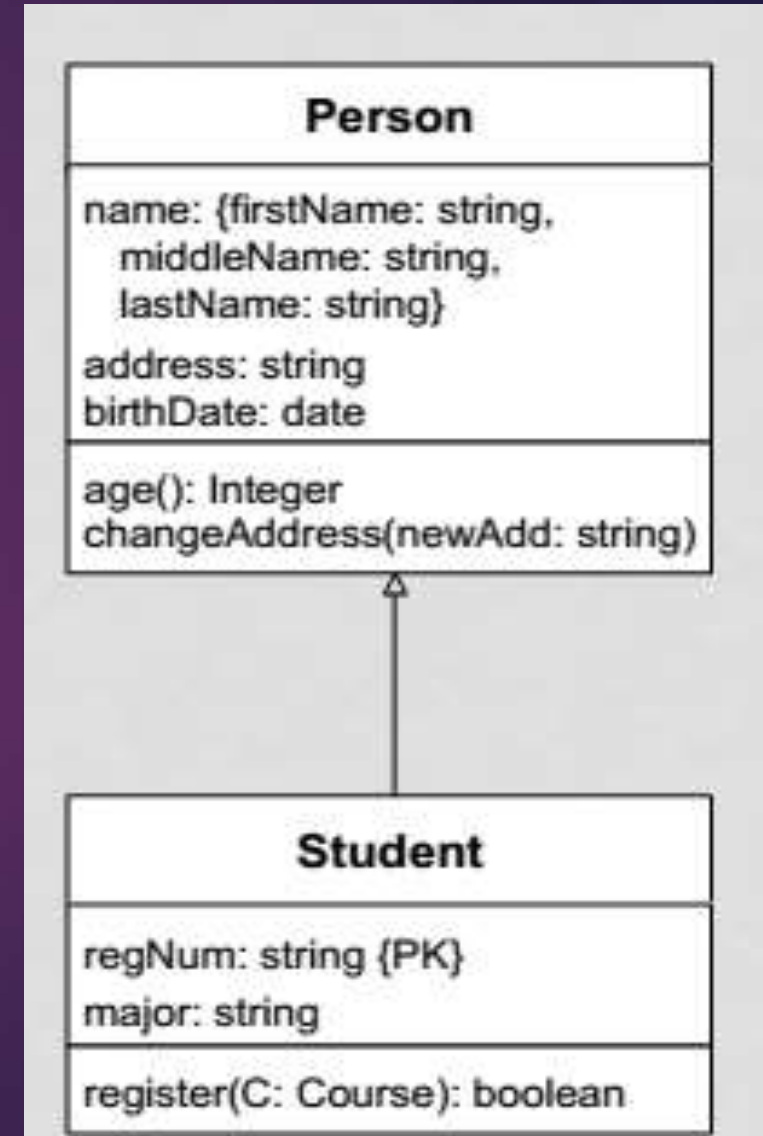 Person
name: {firstName: string,
middleName: string,
lastName: string}
address: string
birthDate: date
age(): Integer
changeAddress(newAdd: string)
Student
regNum: string {PK}
major: string
register(C: Course): boolean